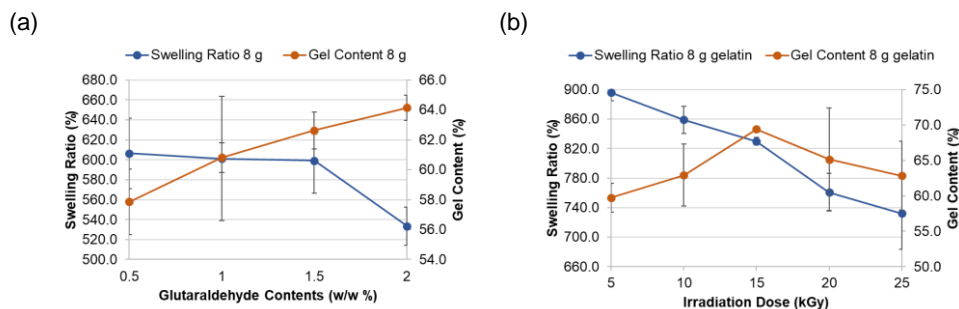 (a)
Swelling Ratio 8 g Gel Content 8 g
680.0
660.0
640.0
620.0
600.0
580.0
560.0
540.0
520.0
500.0
Swelling Ratio (%)
66.0
64.0
62.0
60.0
58.0
56.0
54.0
Gel Content (%)
0.5 1 1.5 2
Glutaraldehyde Contents (w/w %)
(b)
Swelling Ratio 8 g gelatin Gel Content 8 g gelatin
900.0
860.0
820.0
780.0
740.0
700.0
660.0
Swelling Ratio (%)
75.0
70.0
65.0
60.0
55.0
50.0
Gel Content (%)
5 10 15 20 25
Irradiation Dose (kGy)